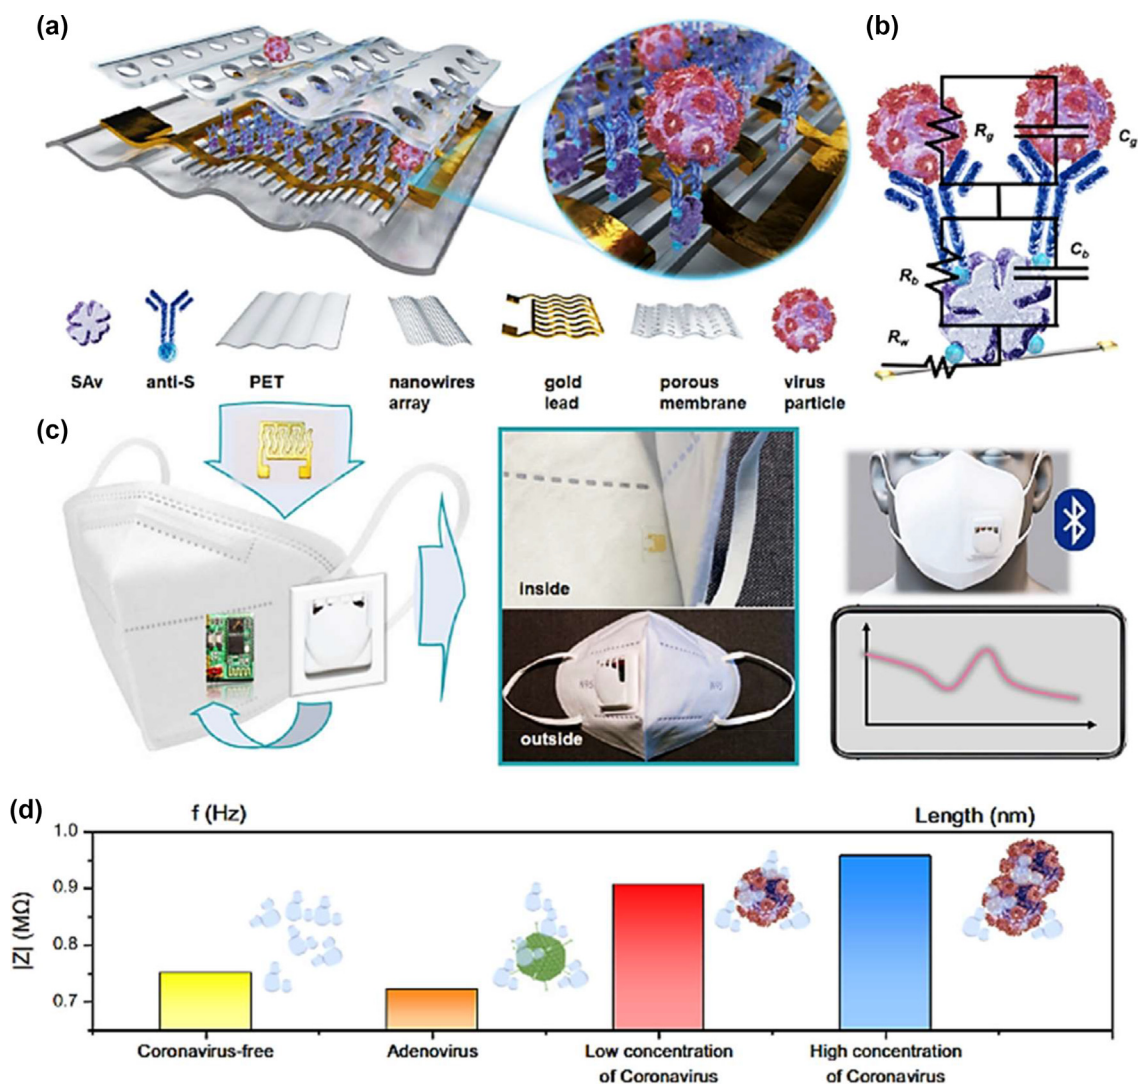 (a)
(b)
R_g
C_g
R_b
C_b
R_w
SAv
anti-S
PET
nanowires
array
gold
lead
porous
membrane
virus
particle
(c)
inside
N95
N95
outside
(d)
f (Hz)
Length (nm)
1.0
0.9
0.8
0.7
|Z| (MΩ)
Coronavirus-free
Adenovirus
Low concentration
of Coronavirus
High concentration
of Coronavirus